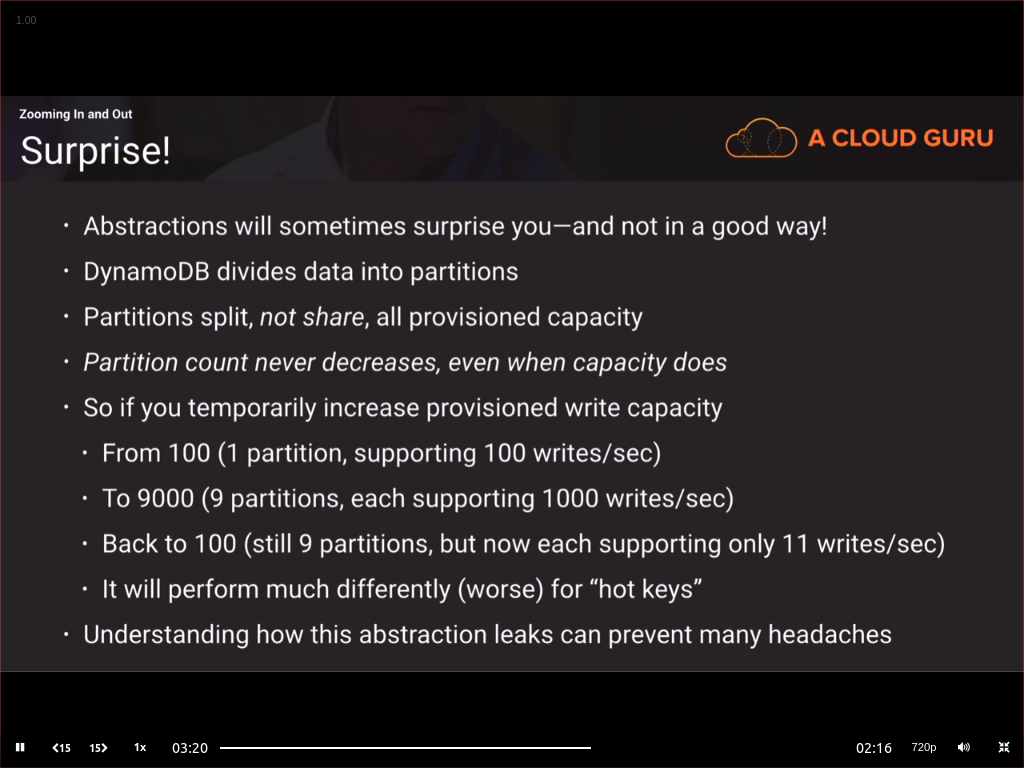 1.00
Zooming In and Out
Surprise!
A CLOUD GURU
• Abstractions will sometimes surprise you—and not in a good way!
• DynamoDB divides data into partitions
• Partitions split, not share, all provisioned capacity
• Partition count never decreases, even when capacity does
• So if you temporarily increase provisioned write capacity
• From 100 (1 partition, supporting 100 writes/sec)
• To 9000 (9 partitions, each supporting 1000 writes/sec)
• Back to 100 (still 9 partitions, but now each supporting only 11 writes/sec)
• It will perform much differently (worse) for “hot keys”
• Understanding how this abstraction leaks can prevent many headaches
15 15 1x 03:20 02:16 720p